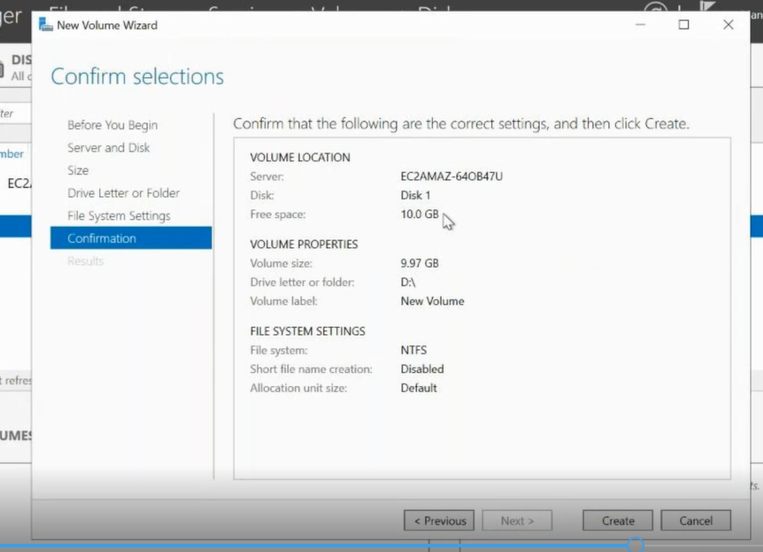 New Volume Wizard
Confirm selections
Before You Begin
Server and Disk
Size
Drive Letter or Folder
File System Settings
Confirmation
Results
Confirm that the following are the correct settings, and then click Create.
VOLUME LOCATION
Server: EC2AMAZ-64OB47U
Disk: Disk 1
Free space: 10.0 GB
VOLUME PROPERTIES
Volume size: 9.97 GB
Drive letter or folder: D:\
Volume label: New Volume
FILE SYSTEM SETTINGS
File system: NTFS
Short file name creation: Disabled
Allocation unit size: Default
< Previous
Next >
Create
Cancel